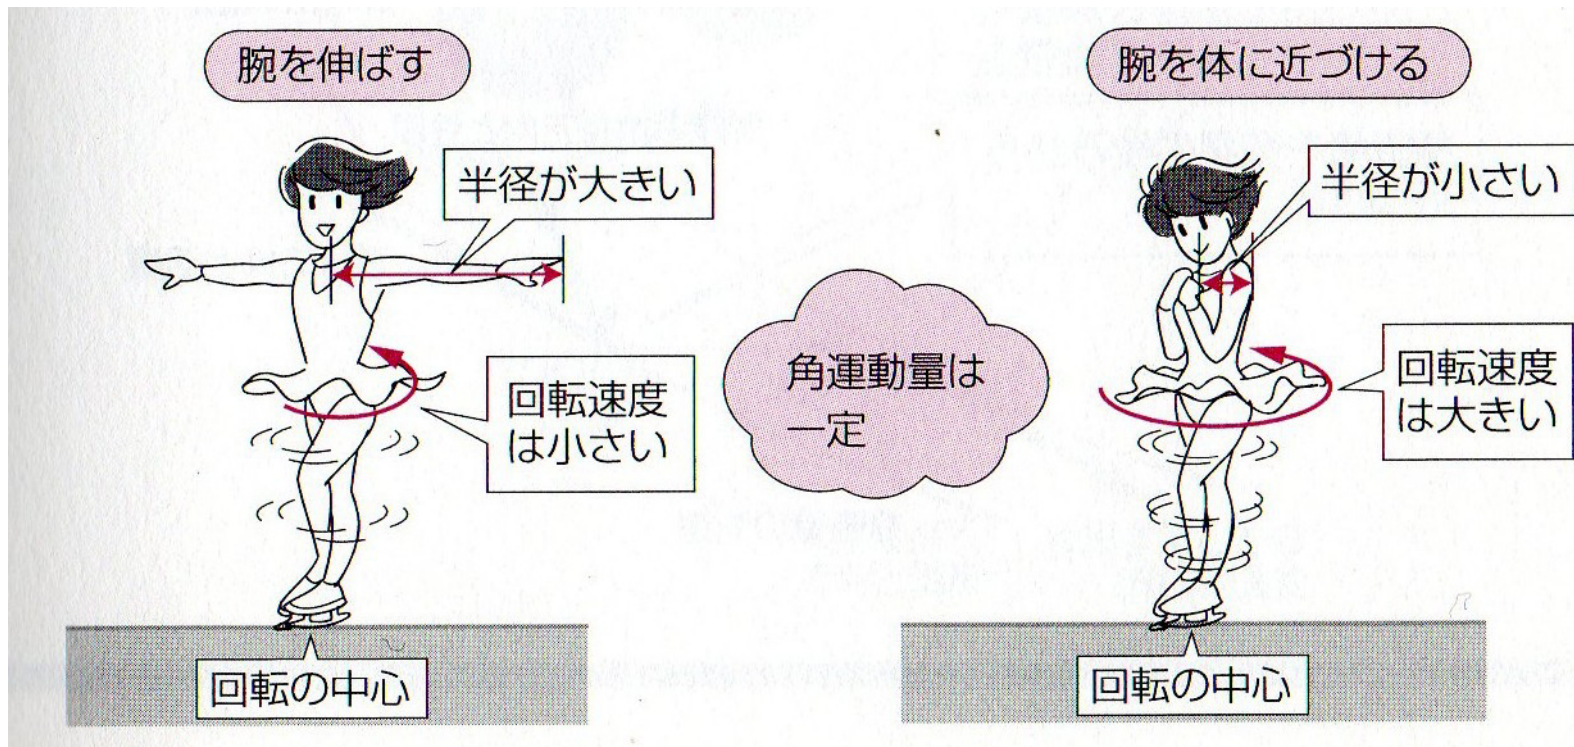 腕を伸ばす
半径が大きい
回転速度
は小さい
回転の中心
角運動量は
一定
腕を体に近づける
半径が小さい
回転速度
は大きい
回転の中心